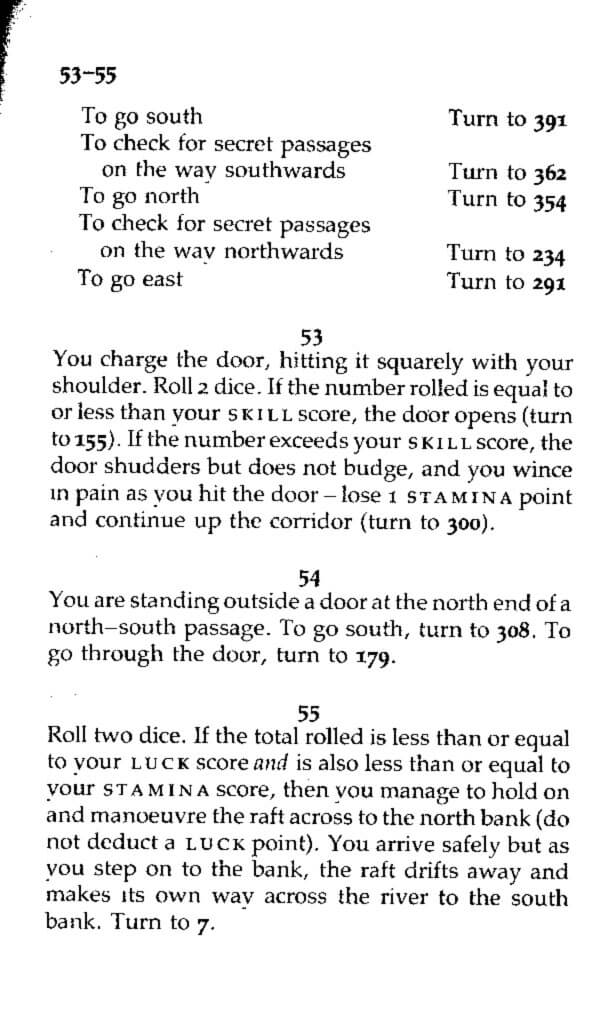 53–55
To go south Turn to 391
To check for secret passages
on the way southwards Turn to 362
To go north Turn to 354
To check for secret passages
on the way northwards Turn to 234
To go east Turn to 291
53
You charge the door, hitting it squarely with your
shoulder. Roll 2 dice. If the number rolled is equal to
or less than your SKILL score, the door opens (turn
to 155). If the number exceeds your SKILL score, the
door shudders but does not budge, and you wince
in pain as you hit the door – lose 1 STAMINA point
and continue up the corridor (turn to 300).
54
You are standing outside a door at the north end of a
north–south passage. To go south, turn to 308. To
go through the door, turn to 179.
55
Roll two dice. If the total rolled is less than or equal
to your LUCK score and is also less than or equal to
your STAMINA score, then you manage to hold on
and manoeuvre the raft across to the north bank (do
not deduct a LUCK point). You arrive safely but as
you step on to the bank, the raft drifts away and
makes its own way across the river to the south
bank. Turn to 7.